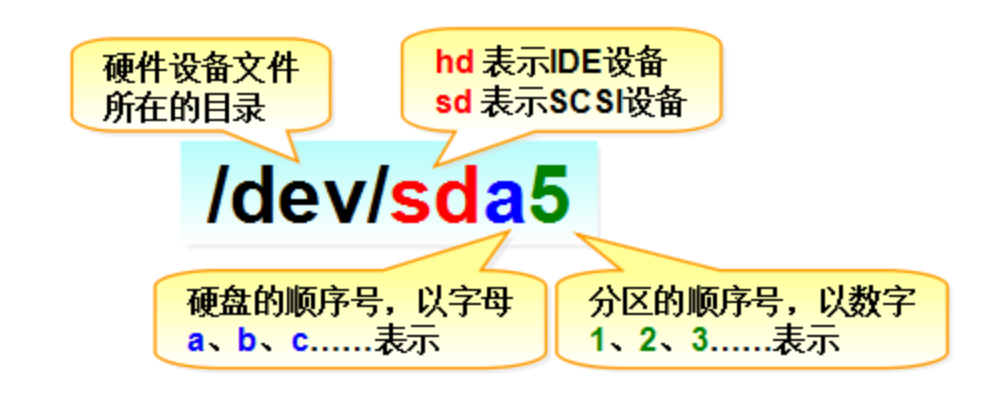 硬件设备文件
所在的目录
hd 表示IDE设备
sd 表示SCSI设备
/dev/sda5
硬盘的顺序号，以字母
a、b、c……表示
分区的顺序号，以数字
1、2、3……表示